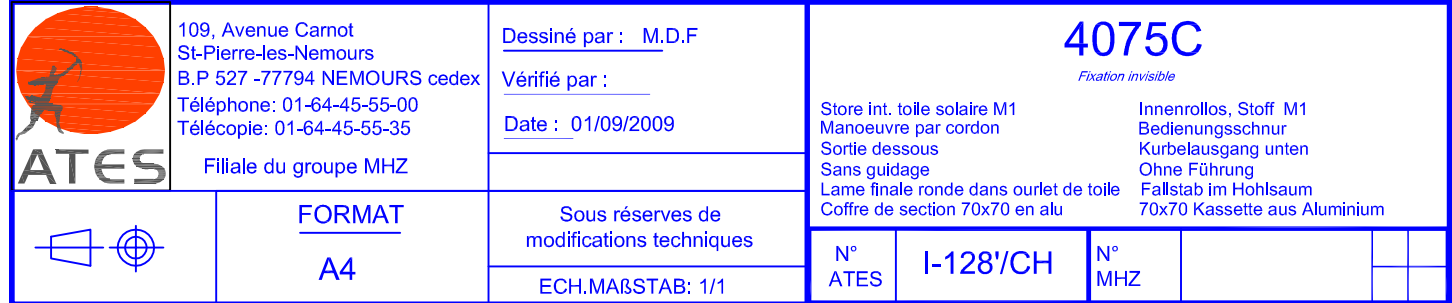 ATES
109, Avenue Carnot
St-Pierre-les-Nemours
B.P 527 -77794 NEMOURS cedex
Téléphone: 01-64-45-55-00
Télécopie: 01-64-45-55-35
Filiale du groupe MHZ
Dessiné par : M.D.F
Vérifié par :
Date : 01/09/2009
FORMAT
A4
Sous réserves de
modifications techniques
ECH.MAßSTAB: 1/1
4075C
Fixation invisible
Store int. toile solaire M1
Manoeuvre par cordon
Sortie dessous
Sans guidage
Lame finale ronde dans ourlet de toile
Coffre de section 70x70 en alu
Innenrollos, Stoff M1
Bedienungsschnur
Kurbelausgang unten
Ohne Führung
Fallstab im Hohlsaum
70x70 Kassette aus Aluminium
N°
ATES
I-128'/CH
N°
MHZ